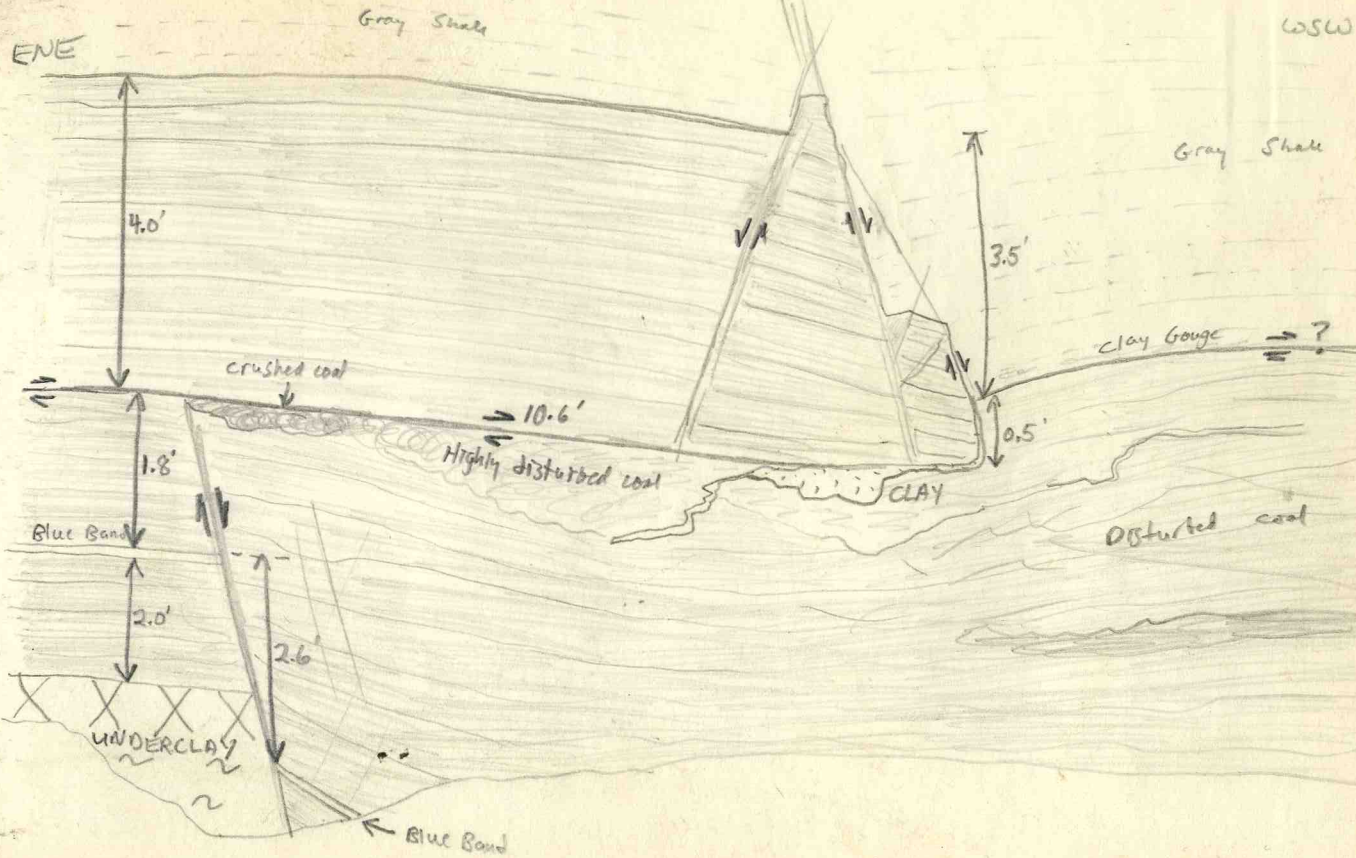 Gray Shale
WSW
ENE
Gray Shale
4.0'
3.5'
Clay Gouge
?
crushed coal
10.6'
0.5'
Highly disturbed coal
1.8'
CLAY
Blue Band
Disturbed coal
2.0'
2.6'
UNDERCLAY
Blue Band